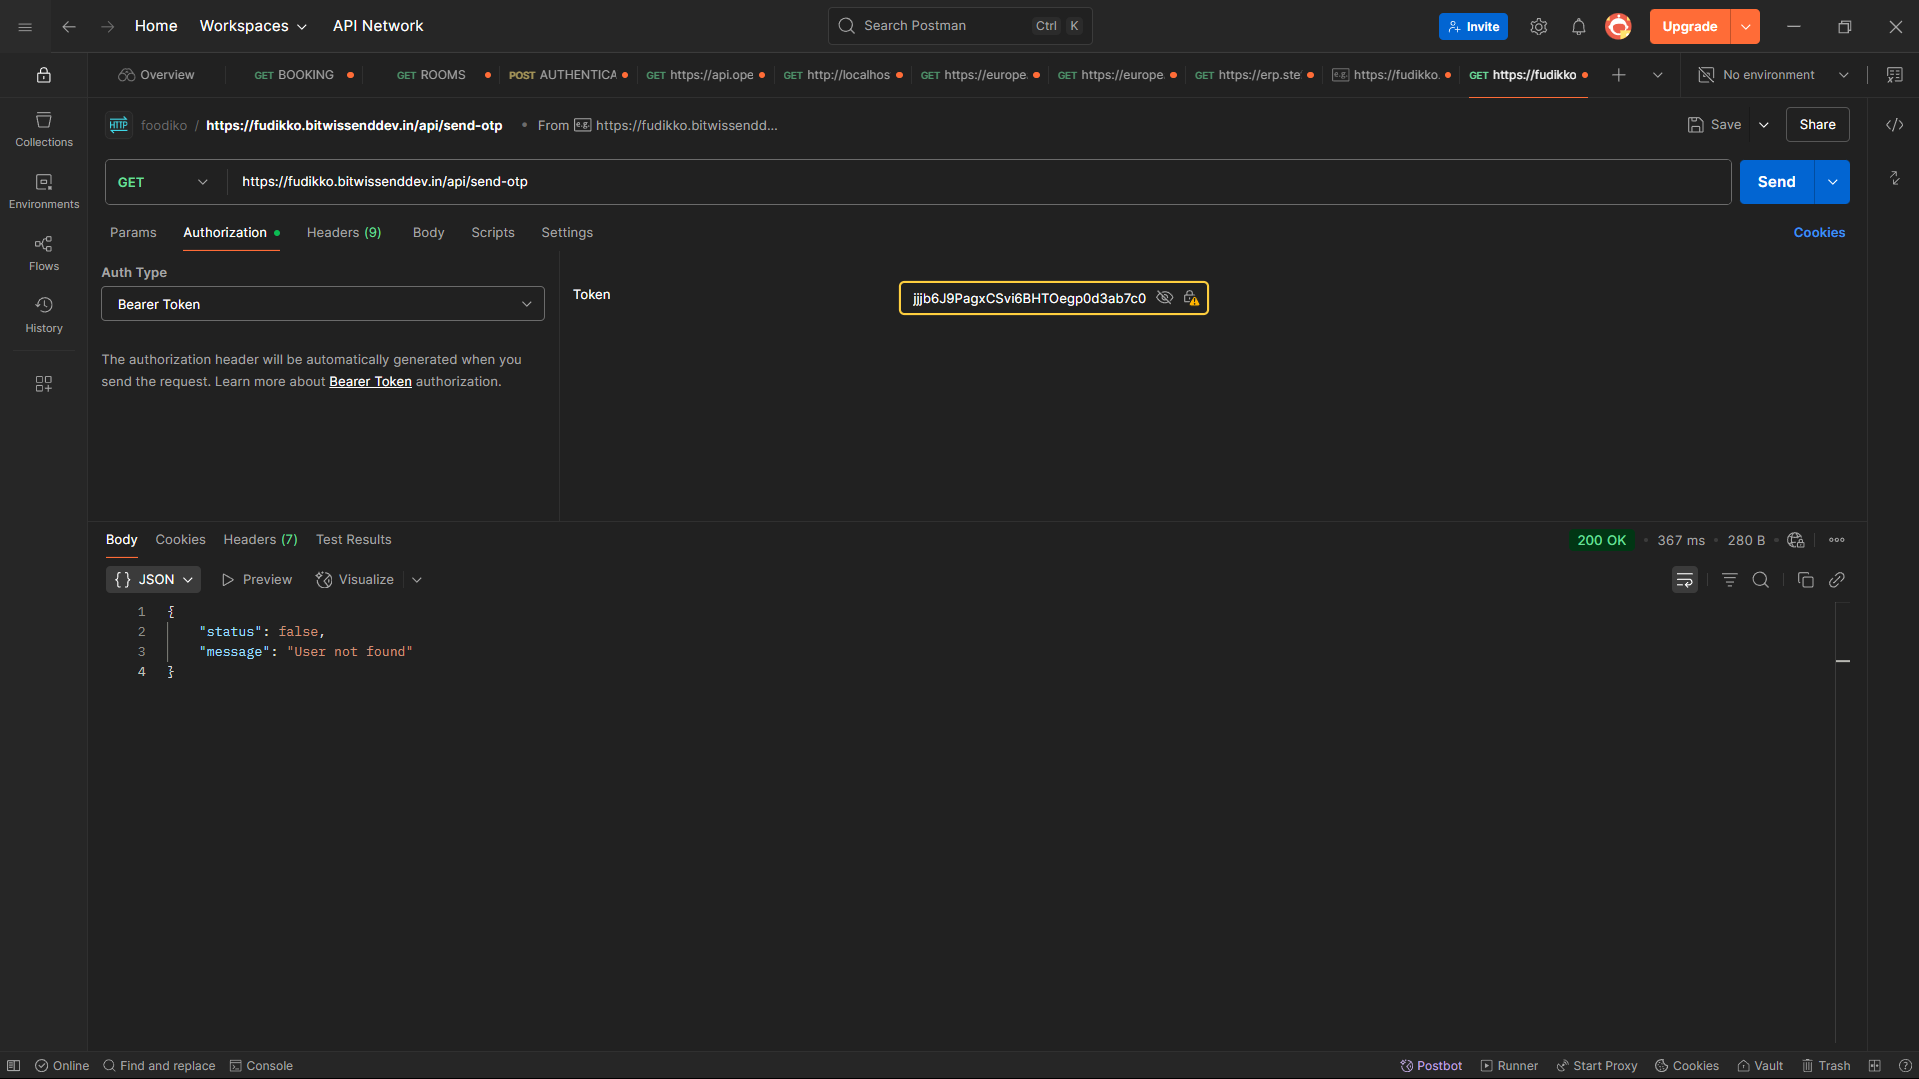 Home Workspaces API Network Search Postman Ctrl K Invite Upgrade
Overview GET BOOKING GET ROOMS POST AUTHENTICA GET https://api.ope GET http://localhos GET https://europe. GET https://europe. GET https://erp.ste GET https://fudikko. GET https://fudikko No environment
HTTP foodiko / https://fudikko.bitwissenddev.in/api/send-otp • From e.g. https://fudikko.bitwissendd... Save Share
Collections
GET https://fudikko.bitwissenddev.in/api/send-otp Send
Environments
Params Authorization Headers (9) Body Scripts Settings Cookies
Flows
Auth Type
Token jjjb6J9PagxCSvi6BHTOegp0d3ab7c0
Bearer Token
History
The authorization header will be automatically generated when you
send the request. Learn more about Bearer Token authorization.
Body Cookies Headers (7) Test Results 200 OK • 367 ms • 280 B
{} JSON Preview Visualize
1 {
2 "status": false,
3 "message": "User not found"
4 }
Online Find and replace Console Postbot Runner Start Proxy Cookies Vault Trash